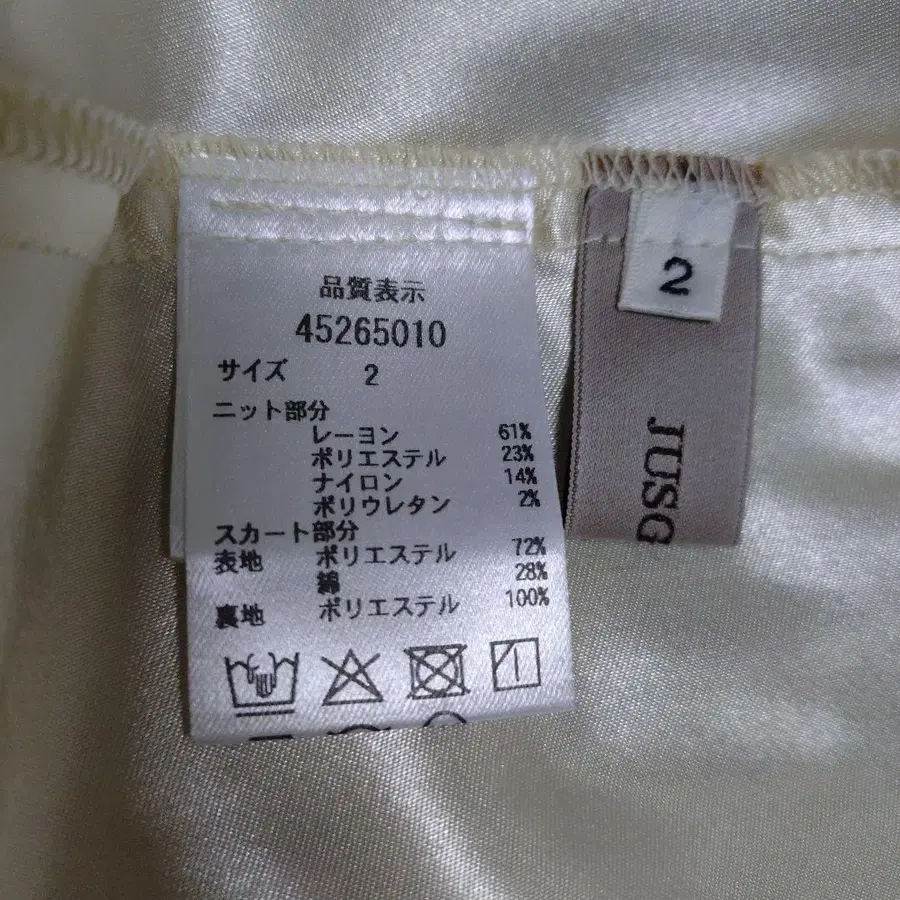 品質表示
45265010
サイズ 2
ニット部分
レーヨン 61%
ポリエステル 23%
ナイロン 14%
ポリウレタン 2%
スカート部分
表地 ポリエステル 72%
綿 28%
裏地 ポリエステル 100%
2
JUSG